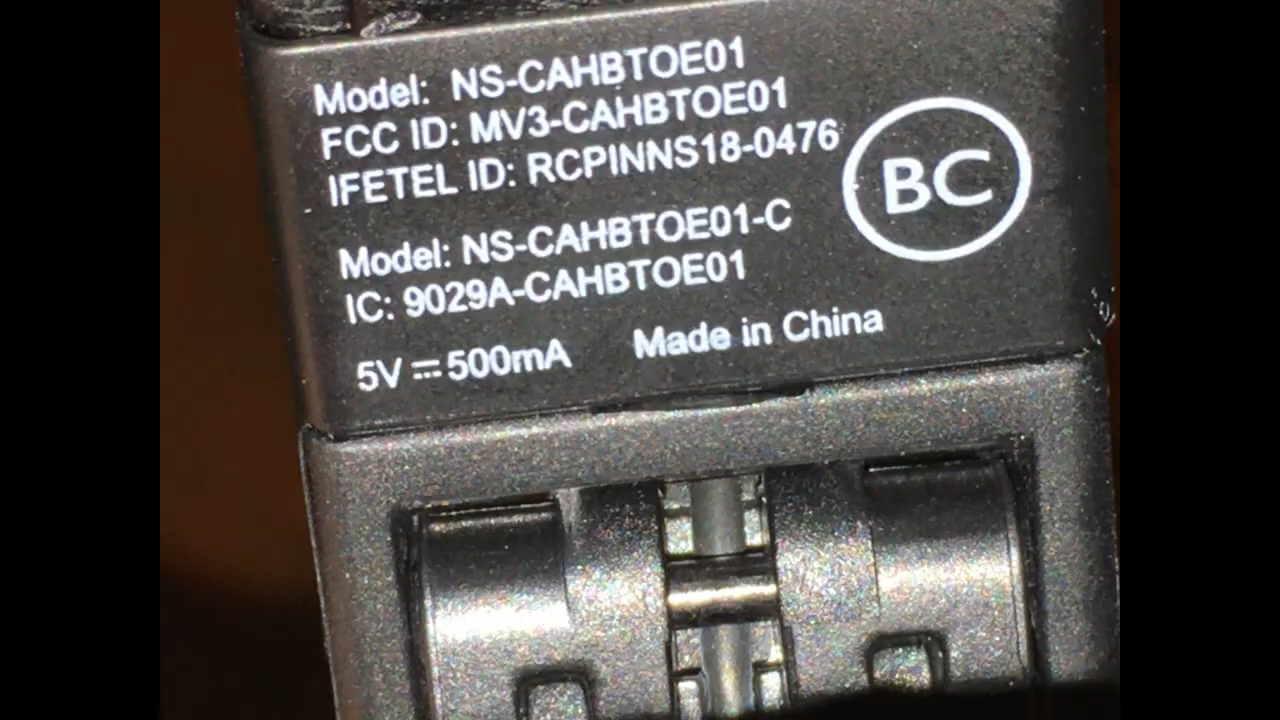 Model: NS-CAHBTOE01
FCC ID: MV3-CAHBTOE01
IFETEL ID: RCPINNS18-0476
BC
Model: NS-CAHBTOE01-C
IC: 9029A-CAHBTOE01
5V ⎓ 500mA Made in China